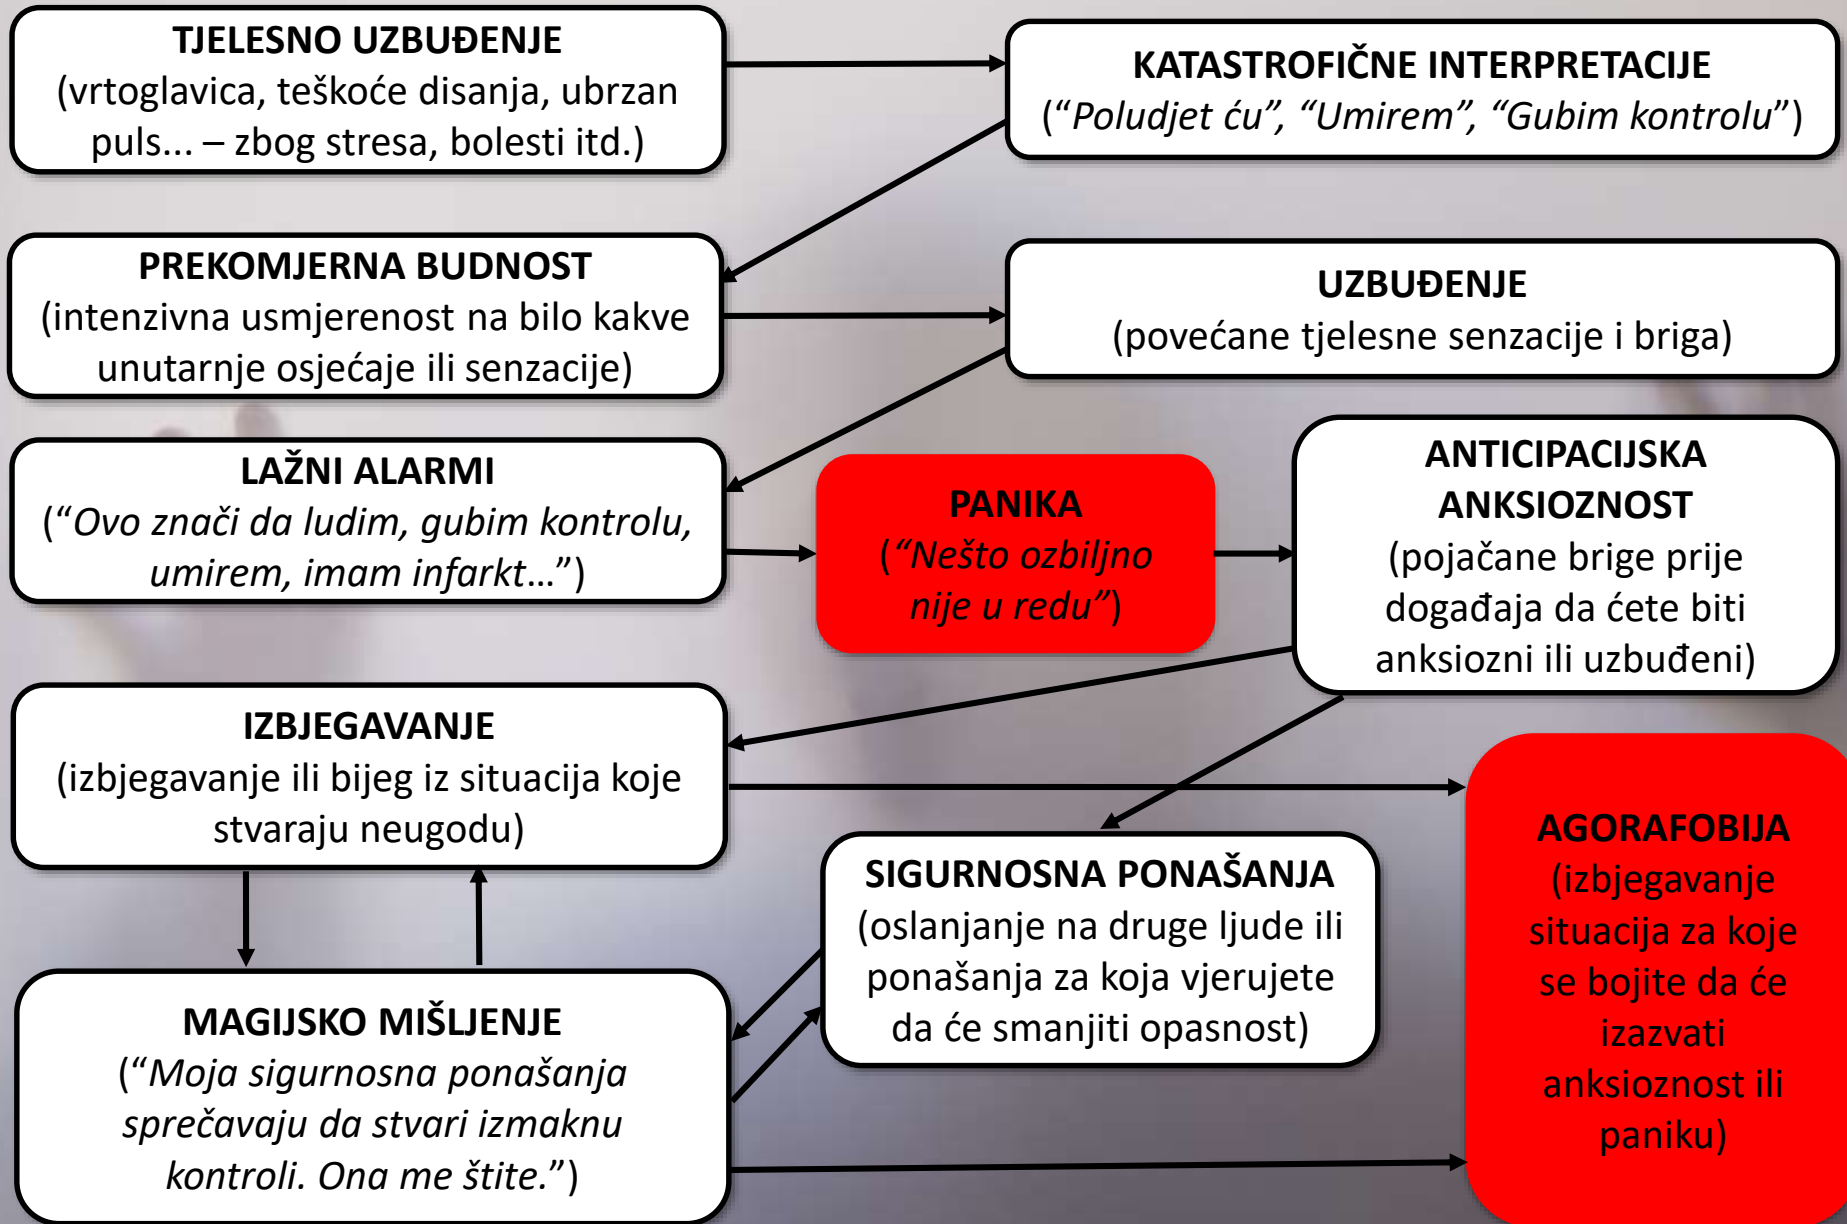 TJELESNO UZBUĐENJE
(vrtoglavica, teškoće disanja, ubrzan
puls... – zbog stresa, bolesti itd.)
KATASTROFIČNE INTERPRETACIJE
(“Poludjet ću”, “Umirem”, “Gubim kontrolu”)
PREKOMJERNA BUDNOST
(intenzivna usmjerenost na bilo kakve
unutarnje osjećaje ili senzacije)
UZBUĐENJE
(povećane tjelesne senzacije i briga)
LAŽNI ALARMI
(“Ovo znači da ludim, gubim kontrolu,
umirem, imam infarkt…”)
PANIKA
(“Nešto ozbiljno
nije u redu”)
ANTICIPACIJSKA
ANKSIOZNOST
(pojačane brige prije
događaja da ćete biti
anksiozni ili uzbuđeni)
IZBJEGAVANJE
(izbjegavanje ili bijeg iz situacija koje
stvaraju neugodu)
SIGURNOSNA PONAŠANJA
(oslanjanje na druge ljude ili
ponašanja za koja vjerujete
da će smanjiti opasnost)
AGORAFOBIJA
(izbjegavanje
situacija za koje
se bojite da će
izazvati
anksioznost ili
paniku)
MAGIJSKO MIŠLJENJE
(“Moja sigurnosna ponašanja
sprečavaju da stvari izmaknu
kontroli. Ona me štite.”)